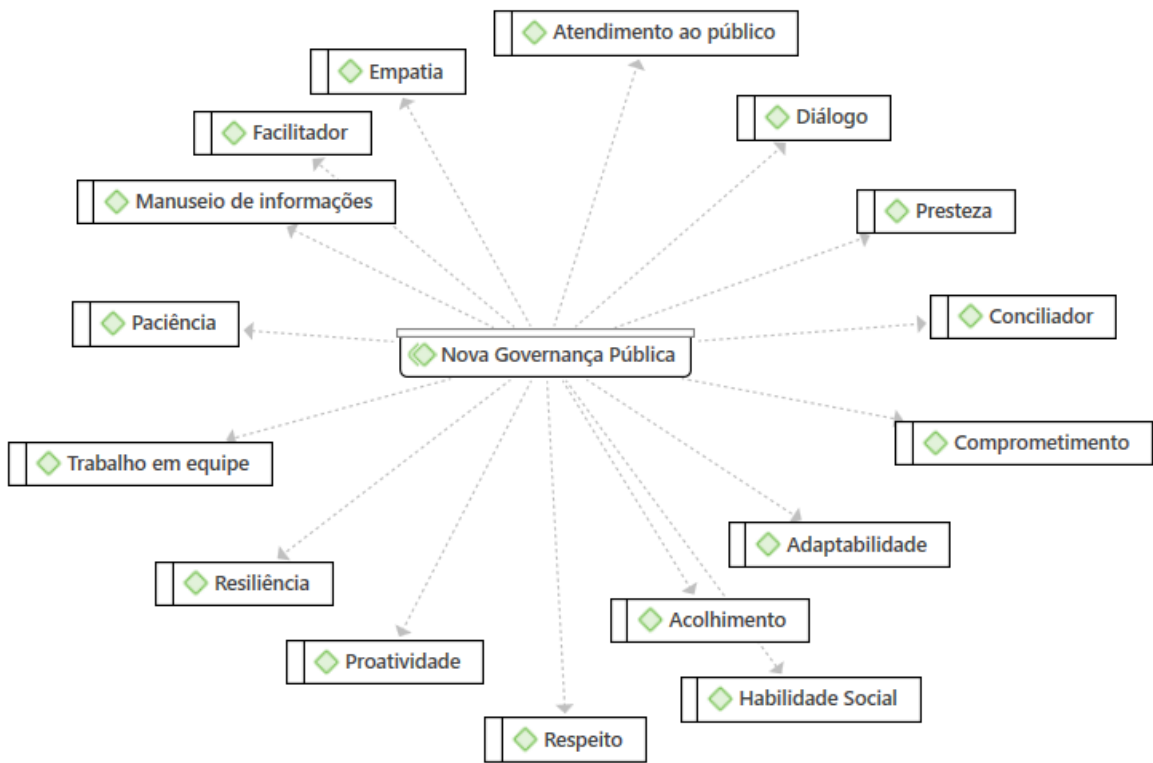 Atendimento ao público
Empatia
Diálogo
Facilitador
Manuseio de informações
Presteza
Paciência
Conciliador
Nova Governança Pública
Comprometimento
Trabalho em equipe
Adaptabilidade
Resiliência
Acolhimento
Proatividade
Habilidade Social
Respeito